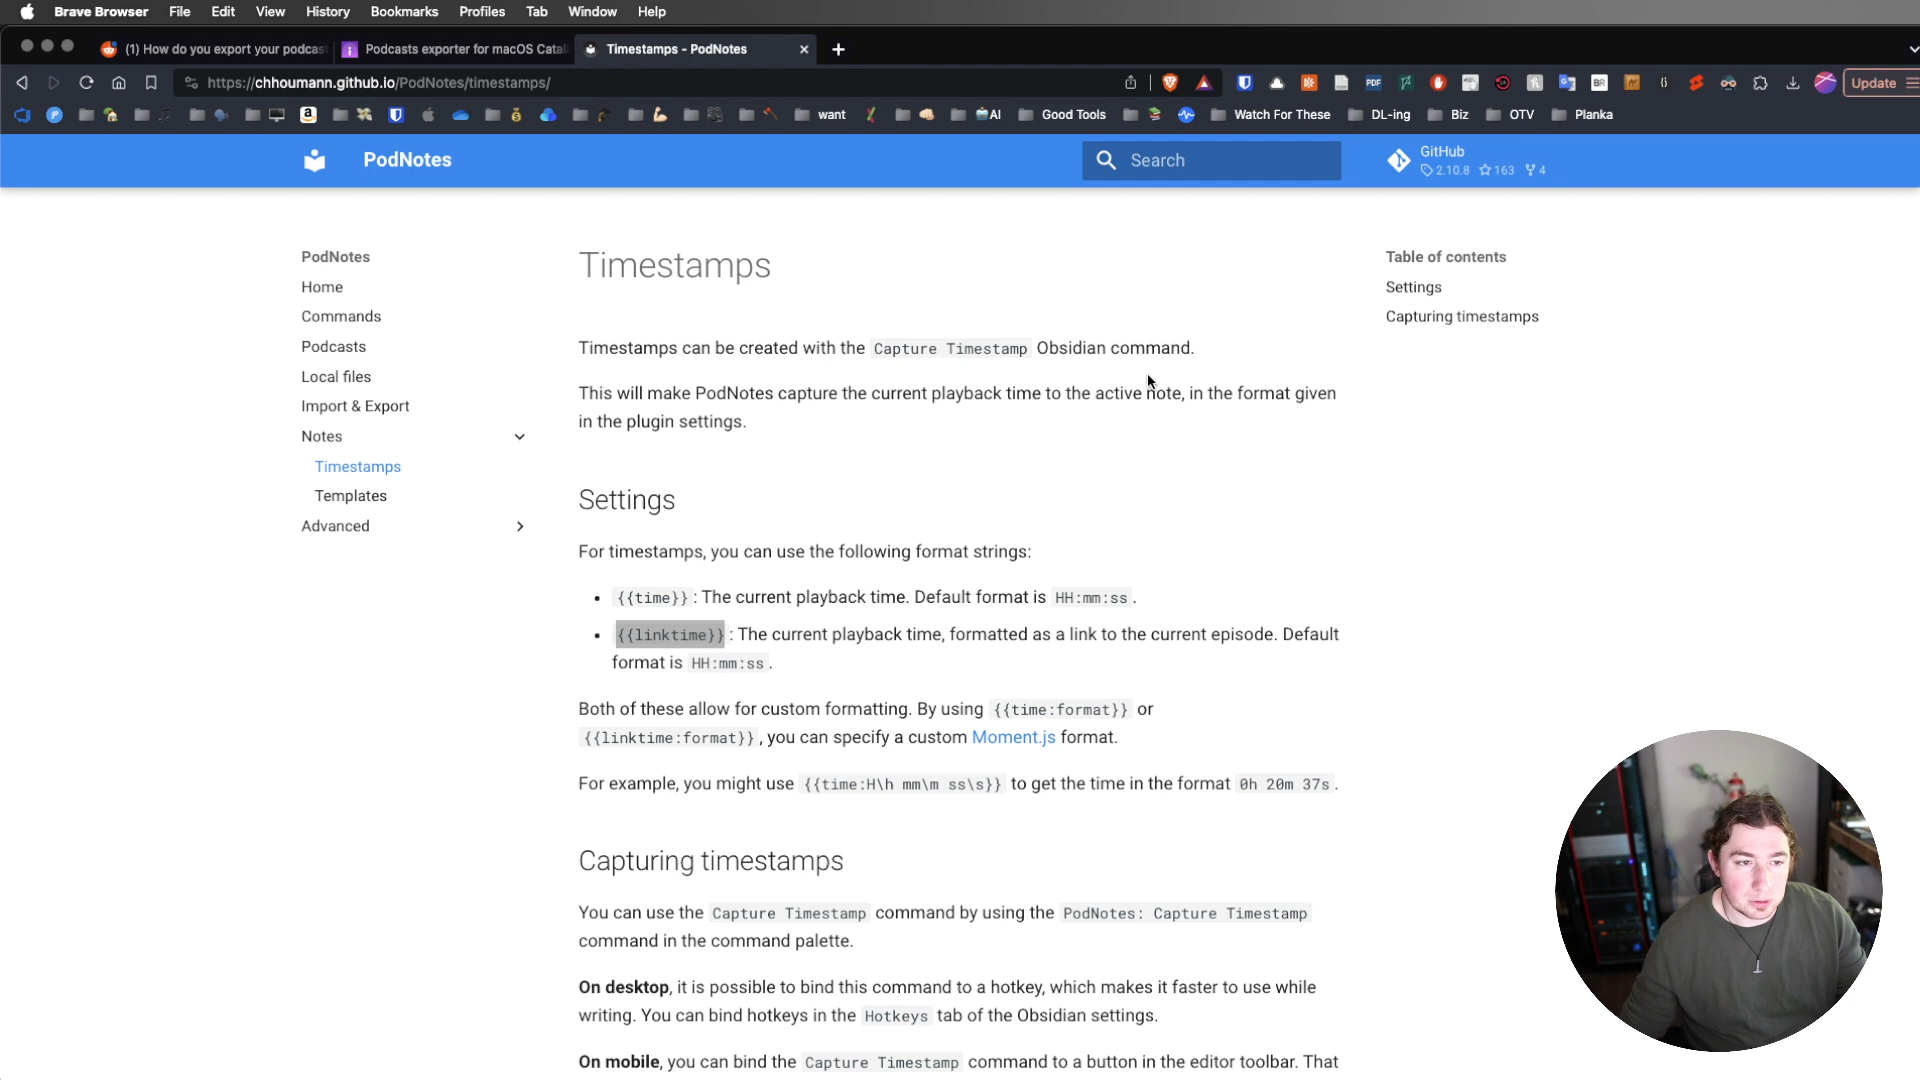 Brave Browser File Edit View History Bookmarks Profiles Tab Window Help
(1) How do you export your podcast
Podcasts exporter for macOS Catal
Timestamps - PodNotes
https://chhoumann.github.io/PodNotes/timestamps/
PDF
BR
Update
want
AI
Good Tools
Watch For These
DL-ing
Biz
OTV
Planka
PodNotes
Search
GitHub
2.10.8 163 4
PodNotes
Home
Commands
Podcasts
Local files
Import & Export
Notes
Timestamps
Templates
Advanced
Timestamps
Timestamps can be created with the Capture Timestamp Obsidian command.
This will make PodNotes capture the current playback time to the active note, in the format given
in the plugin settings.
Settings
For timestamps, you can use the following format strings:
• {{time}} : The current playback time. Default format is HH:mm:ss .
• {{linktime}} : The current playback time, formatted as a link to the current episode. Default
format is HH:mm:ss .
Both of these allow for custom formatting. By using {{time:format}} or
{{linktime:format}} , you can specify a custom Moment.js format.
For example, you might use {{time:H\h mm\m ss\s}} to get the time in the format 0h 20m 37s .
Capturing timestamps
You can use the Capture Timestamp command by using the PodNotes: Capture Timestamp
command in the command palette.
On desktop, it is possible to bind this command to a hotkey, which makes it faster to use while
writing. You can bind hotkeys in the Hotkeys tab of the Obsidian settings.
On mobile, you can bind the Capture Timestamp command to a button in the editor toolbar. That
Table of contents
Settings
Capturing timestamps